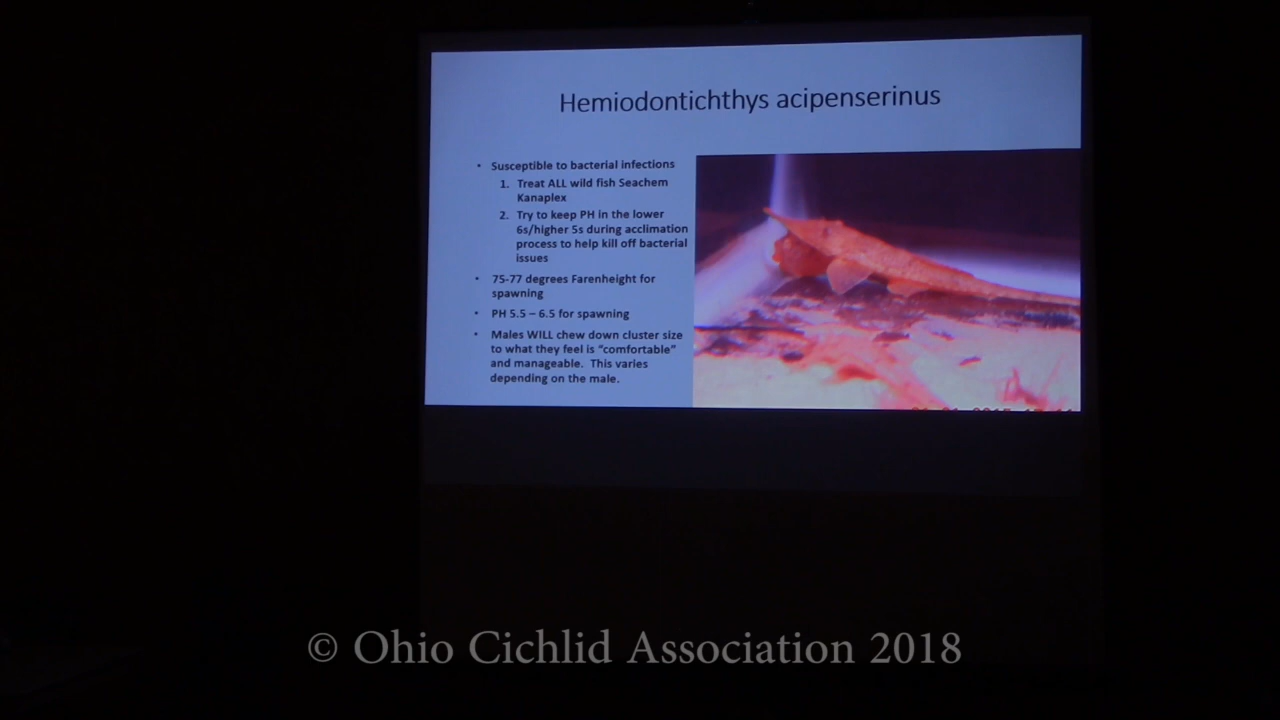 Hemiodontichthys acipenserinus
• Susceptible to bacterial infections
1. Treat ALL wild fish Seachem
Kanaplex
2. Try to keep PH in the lower
6s/higher 5s during acclimation
process to help kill off bacterial
issues
• 75-77 degrees Farenheight for
spawning
• PH 5.5 – 6.5 for spawning
• Males WILL chew down cluster size
to what they feel is "comfortable"
and manageable. This varies
depending on the male.
© Ohio Cichlid Association 2018